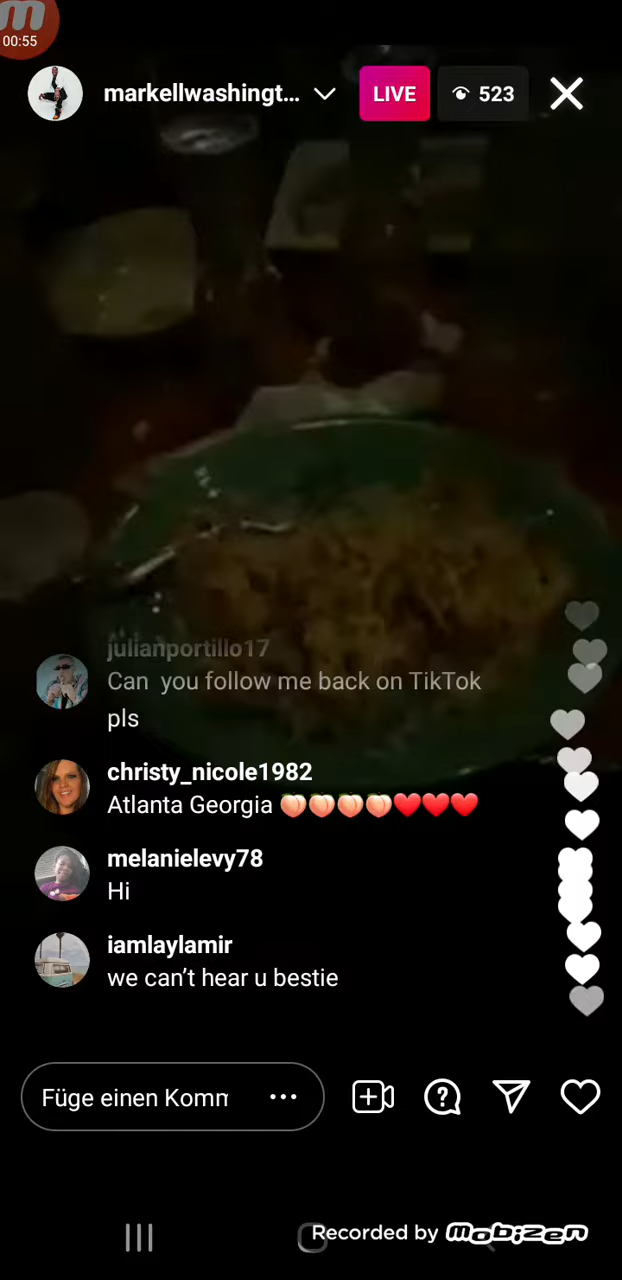 00:55
markellwashingt...
LIVE
523
julianportillo17
Can you follow me back on TikTok
pls
christy_nicole1982
Atlanta Georgia 🍑🍑🍑🍑❤️❤️❤️
melanielevy78
Hi
iamlaylamir
we can't hear u bestie
Füge einen Komm
Recorded by mobizen